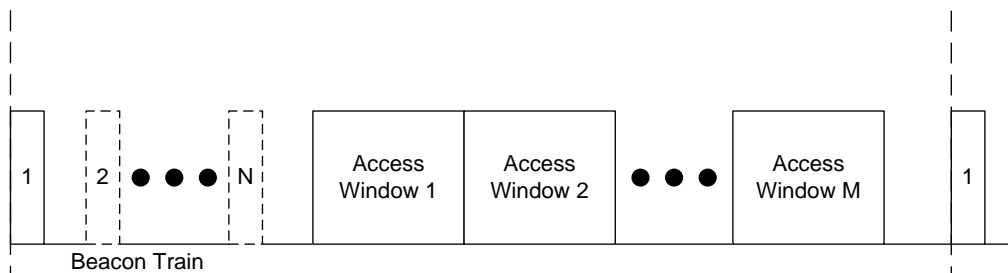 1
2
N
Access
Window 1
Access
Window 2
Access
Window M
1
Beacon Train